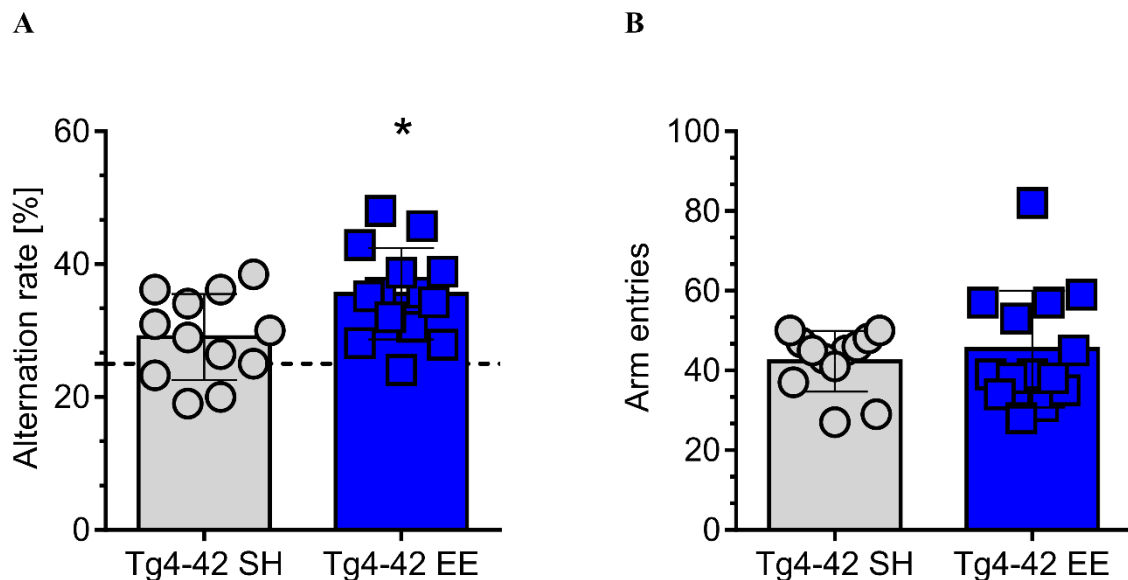 A
B
Alternation rate [%]
60
40
20
0
*
Tg4-42 SH
Tg4-42 EE
Arm entries
100
80
60
40
20
0
Tg4-42 SH
Tg4-42 EE